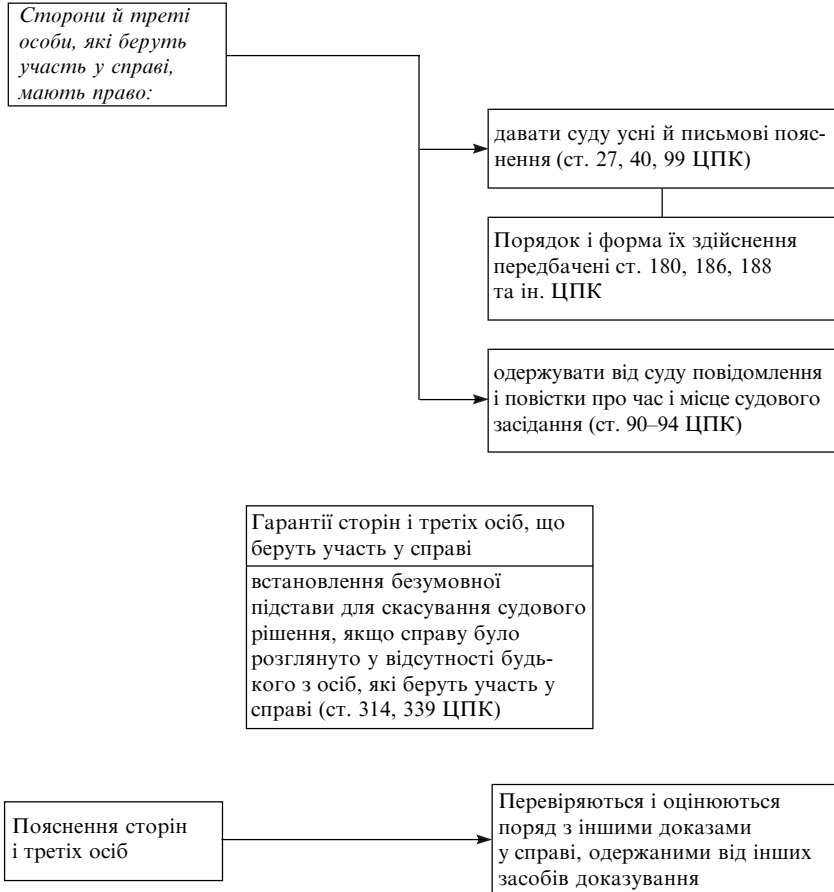 Сторони й треті
особи, які беруть
участь у справі,
мають право:
давати суду усні й письмові пояс-
нення (ст. 27, 40, 99 ЦПК)
Порядок і форма їх здійснення
передбачені ст. 180, 186, 188
та ін. ЦПК
одержувати від суду повідомлення
і повістки про час і місце судового
засідання (ст. 90–94 ЦПК)
Гарантії сторін і третіх осіб, що
беруть участь у справі
встановлення безумовної
підстави для скасування судового
рішення, якщо справу було
розглянуто у відсутності будь-
кого з осіб, які беруть участь у
справі (ст. 314, 339 ЦПК)
Пояснення сторін
і третіх осіб
Перевіряються і оцінюються
поряд з іншими доказами
у справі, одержаними від інших
засобів доказування